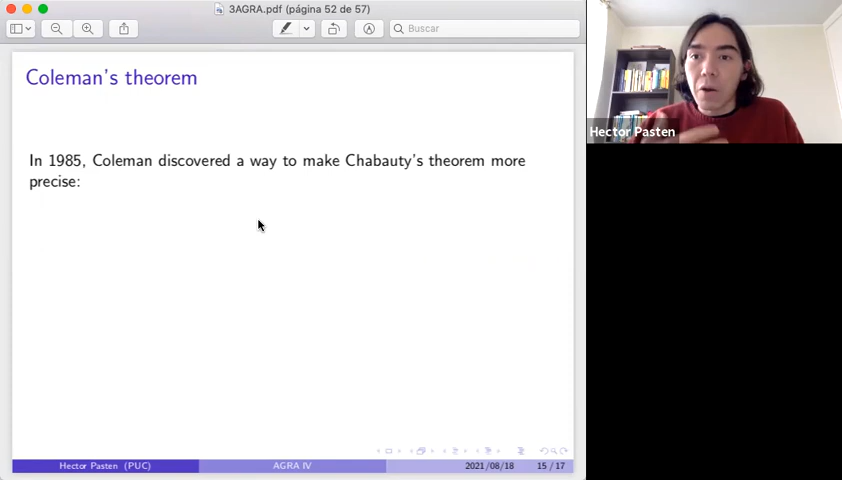 3AGRA.pdf (página 52 de 57)
Buscar
Coleman's theorem
In 1985, Coleman discovered a way to make Chabauty's theorem more
precise:
Hector Pasten (PUC)
AGRA IV
2021/08/18
15 / 17
Hector Pasten